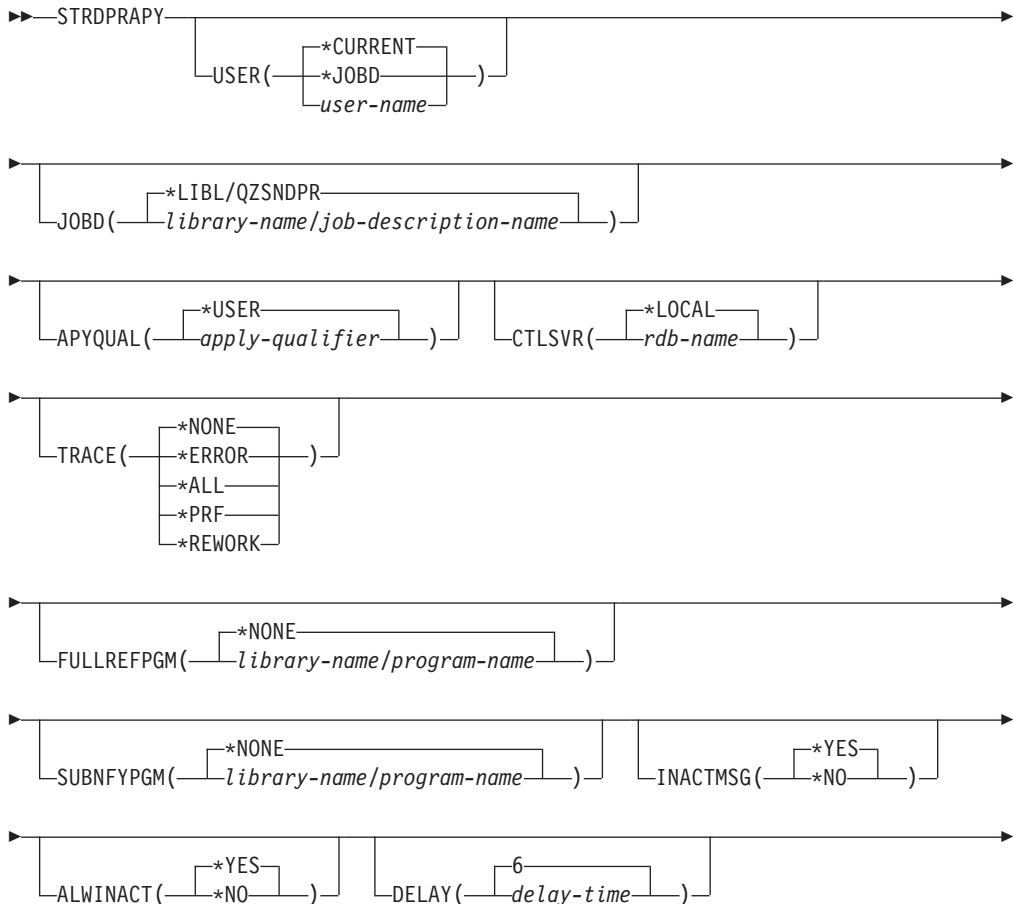 STRDPRAPY
*CURRENT
USER( *JOBD )
user-name
*LIBL/QZSNDPR
JOBD( library-name/job-description-name )
*USER *LOCAL
APYQUAL( apply-qualifier ) CTLSVR( rdb-name )
*NONE
TRACE( *ERROR )
*ALL
*PRF
*REWORK
*NONE
FULLREFPGM( library-name/program-name )
*NONE *YES
SUBNFYPGM( library-name/program-name ) INACTMSG( *NO )
*YES 6
ALWINACT( *NO ) DELAY( delay-time )